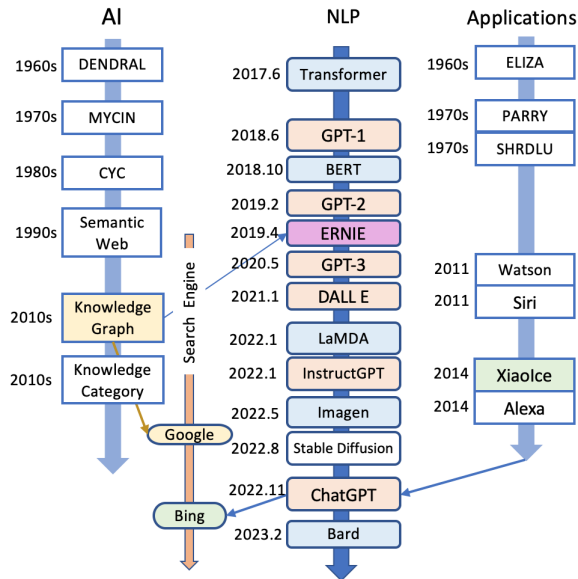 AI
NLP
Applications
1960s
DENDRAL
1970s
MYCIN
1980s
CYC
1990s
Semantic
Web
2010s
Knowledge
Graph
2010s
Knowledge
Category
Search Engine
Google
Bing
2017.6
Transformer
2018.6
GPT-1
2018.10
BERT
2019.2
GPT-2
2019.4
ERNIE
2020.5
GPT-3
2021.1
DALL E
2022.1
LaMDA
2022.1
InstructGPT
2022.5
Imagen
2022.8
Stable Diffusion
2022.11
ChatGPT
2023.2
Bard
1960s
ELIZA
1970s
PARRY
1970s
SHRDLU
2011
Watson
2011
Siri
2014
XiaoIce
2014
Alexa